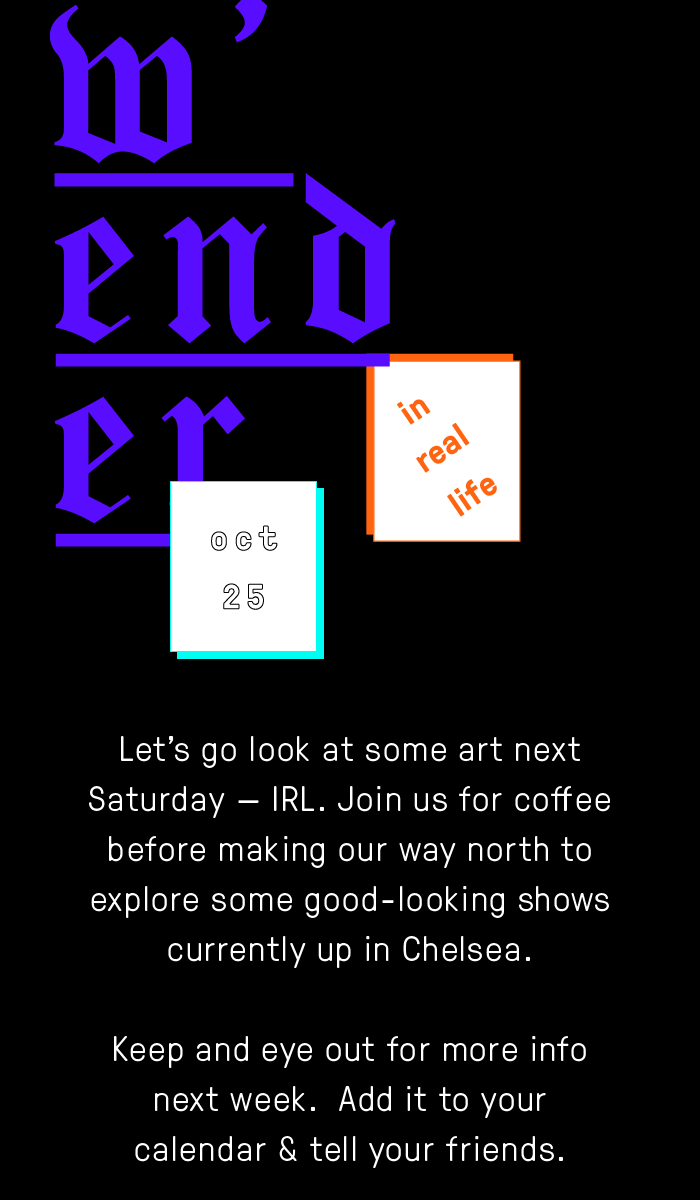 w’
end
er
in
real
life
oct
25
Let’s go look at some art next
Saturday – IRL. Join us for coffee
before making our way north to
explore some good-looking shows
currently up in Chelsea.
Keep and eye out for more info
next week.  Add it to your
calendar & tell your friends.